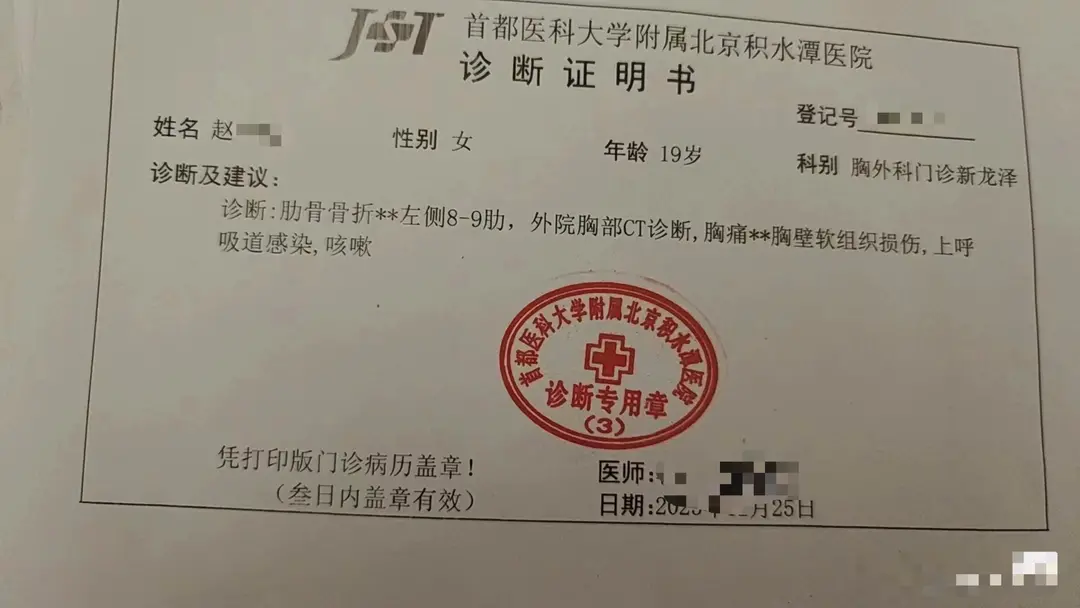 JST 首都医科大学附属北京积水潭医院
诊断证明书
登记号
姓名 赵 性别 女 年龄 19岁 科别 胸外科门诊新龙泽
诊断及建议:
诊断:肋骨骨折**左侧8-9肋, 外院胸部CT诊断,胸痛**胸壁软组织损伤,上呼
吸道感染,咳嗽
首都医科大学附属北京积水潭医院
诊断专用章
(3)
凭打印版门诊病历盖章!
(叁日内盖章有效)
医师:
日期: 月25日